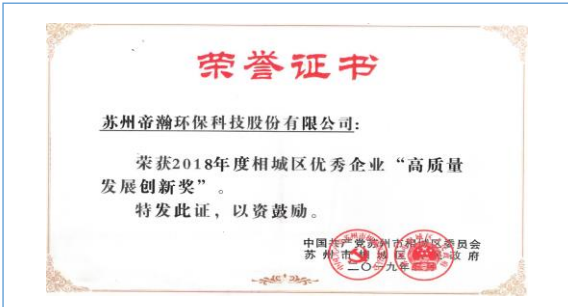 荣誉证书
苏州帝瀚环保科技股份有限公司:
荣获2018年度相城区优秀企业“高质量
发展创新奖”。
特发此证，以资鼓励。
中国共产党苏州市相城区委员会
苏州市相城区人民政府
二〇一九年